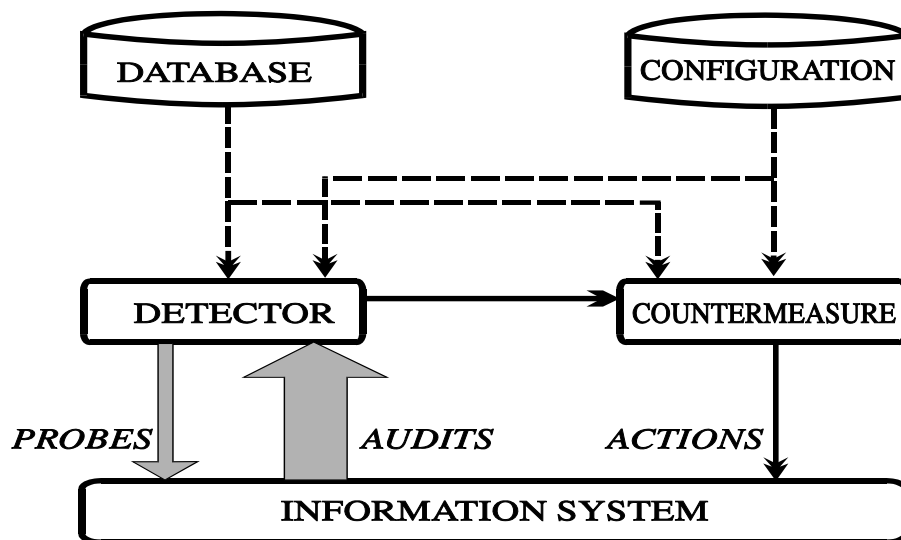 DATABASE
CONFIGURATION
DETECTOR
COUNTERMEASURE
PROBES
AUDITS
ACTIONS
INFORMATION SYSTEM